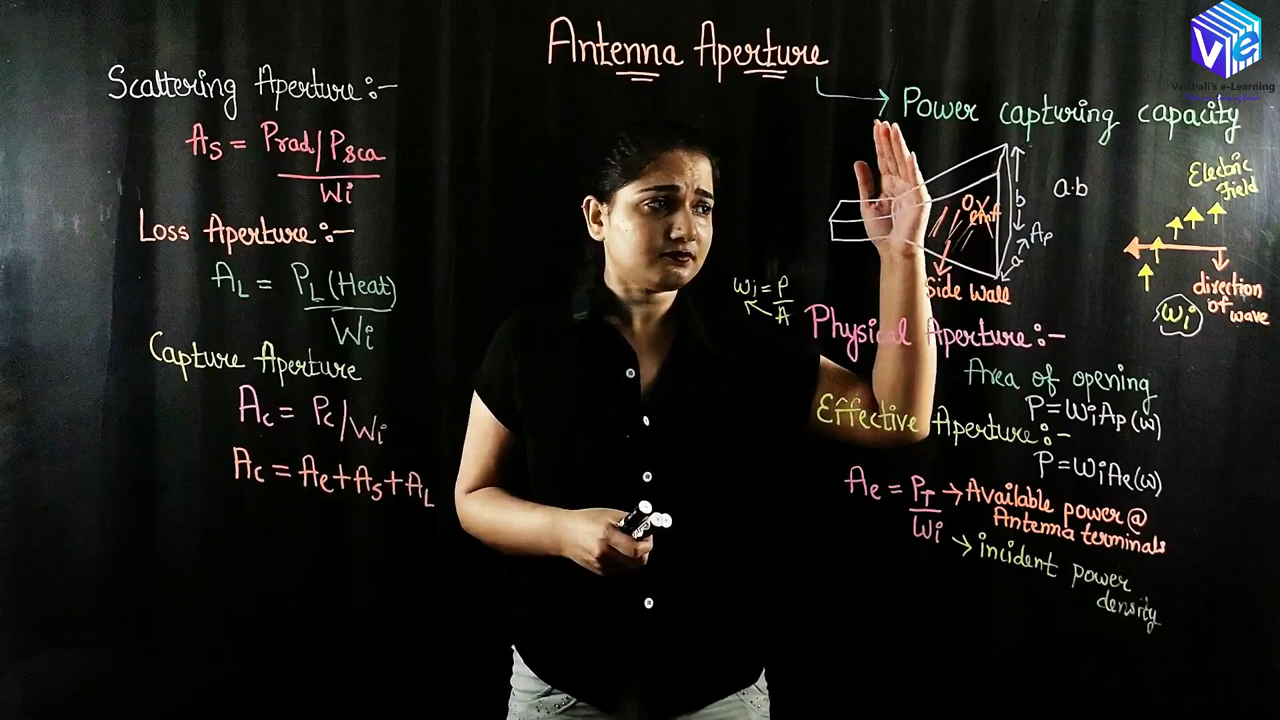 Antenna Aperture
Vaishali's e-Learning
Scattering Aperture:-
As = Prad/Psca
Wi
Loss Aperture:-
AL = PL (Heat)
Wi
Capture Aperture
Ac = Pc/Wi
Ac = Ae+As+AL
Power capturing capacity
b
a
Ap
a.b
Side Wall
Electric
Field
direction
of wave
Wi
Wi = P
A
Physical Aperture:-
Area of opening
P=WiAp(w)
Effective Aperture:-
P=WiAe(w)
Ae = PT → Available power @
Antenna terminals
Wi → incident power
density